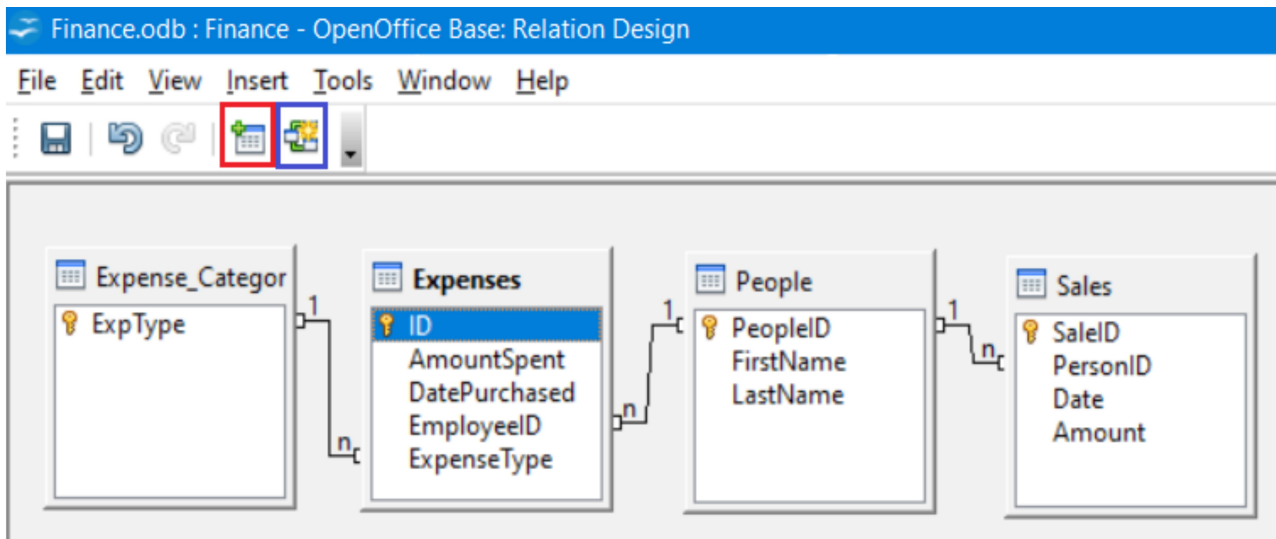 Finance.odb : Finance - OpenOffice Base: Relation Design
File Edit View Insert Tools Window Help
Expense_Categor
ExpType
1
n
Expenses
ID
AmountSpent
DatePurchased
EmployeeID
ExpenseType
n
1
People
PeopleID
FirstName
LastName
1
n
Sales
SaleID
PersonID
Date
Amount